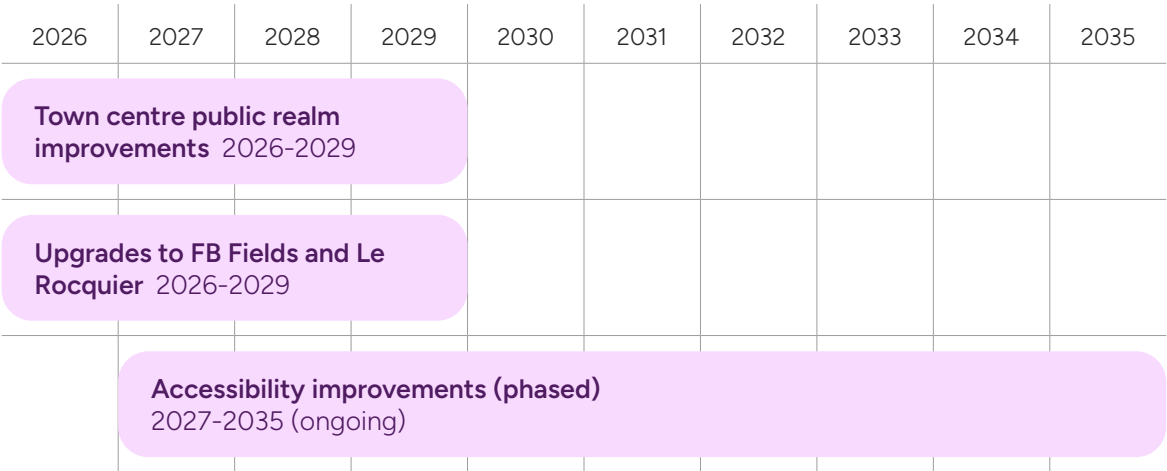 2026 2027 2028 2029 2030 2031 2032 2033 2034 2035
Town centre public realm
improvements 2026-2029
Upgrades to FB Fields and Le
Rocquier 2026-2029
Accessibility improvements (phased)
2027-2035 (ongoing)